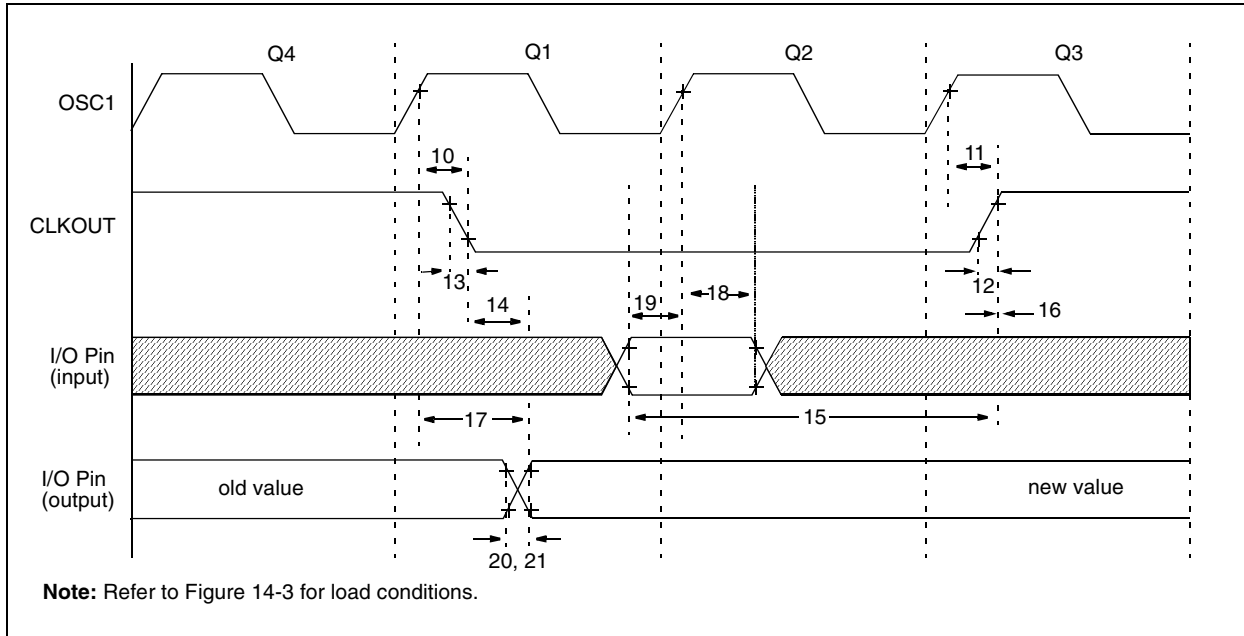 Q4 Q1 Q2 Q3
OSC1
10 11
CLKOUT
13 12
14 19 18 16
I/O Pin
(input)
17 15
I/O Pin
(output)
old value new value
20, 21
Note: Refer to Figure 14-3 for load conditions.